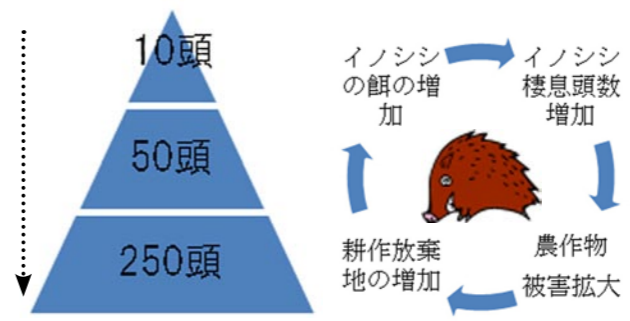 10頭
50頭
250頭
イノシシ
の餌の増
加
イノシシ
棲息頭数
増加
農作物
被害拡大
耕作放棄
地の増加